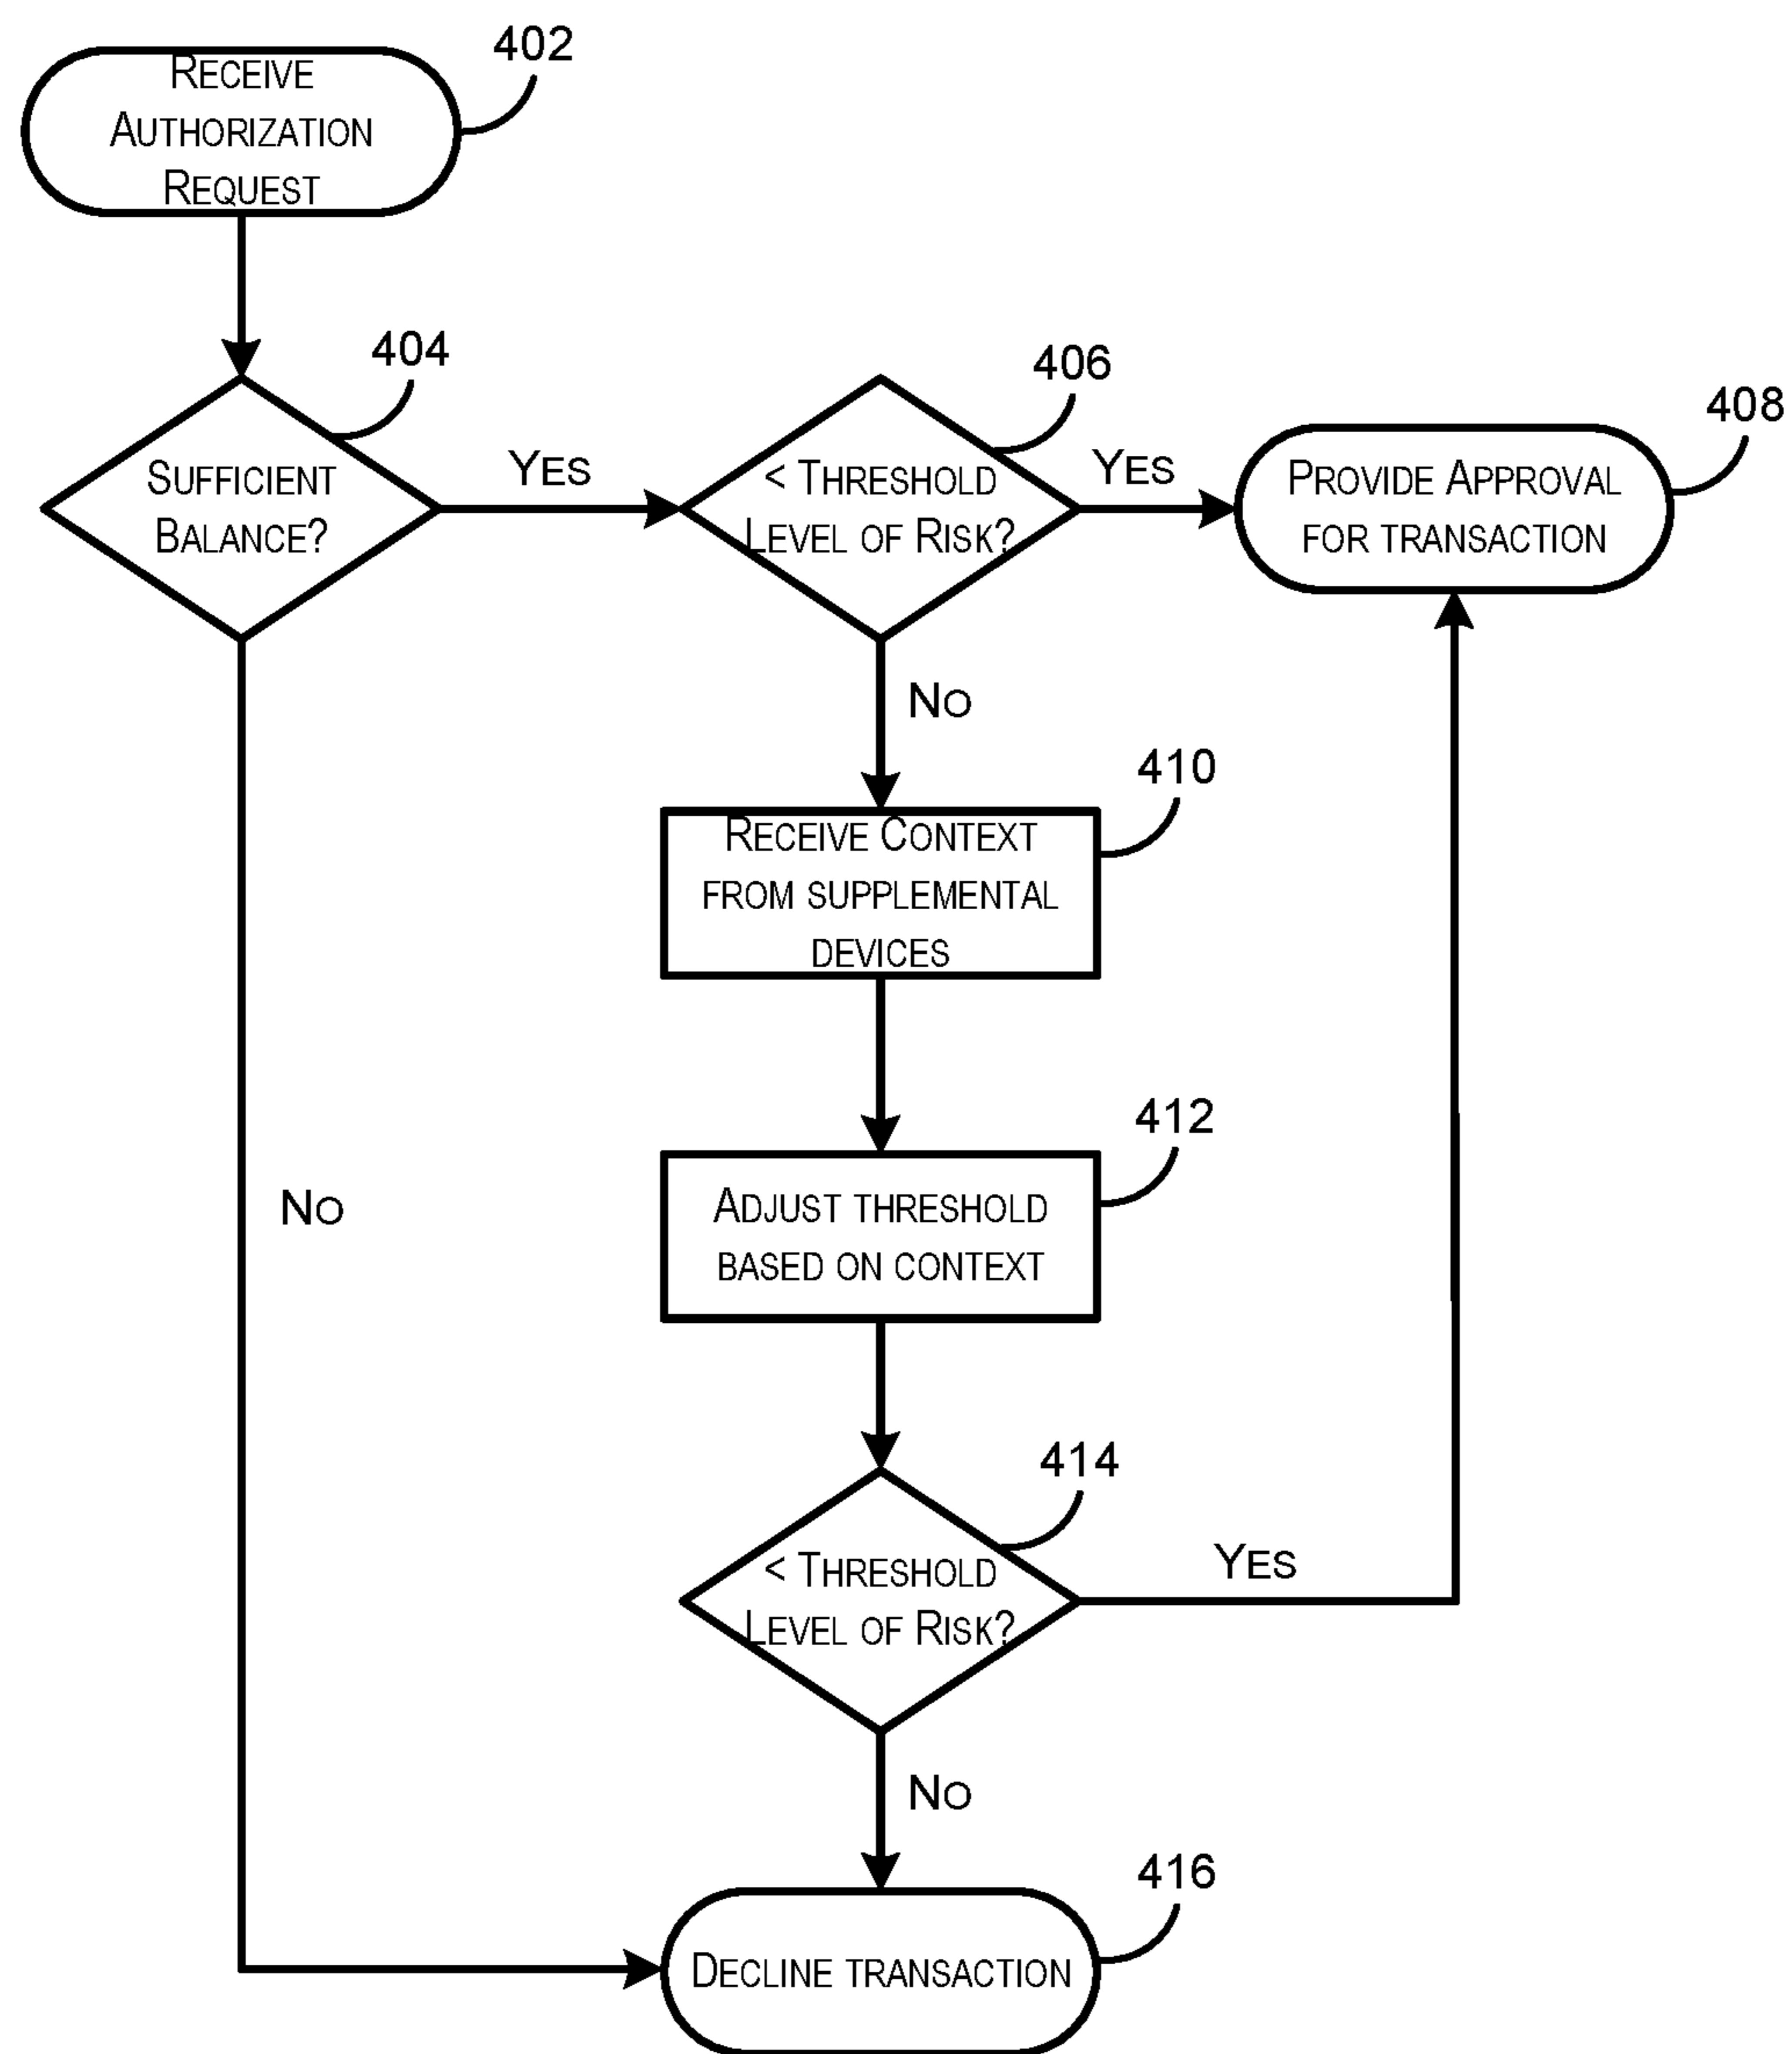 402
Receive
Authorization
Request
404
Sufficient
Balance?
Yes
406
< Threshold
Level of Risk?
Yes
408
Provide Approval
for transaction
No
410
Receive Context
from supplemental
devices
412
Adjust threshold
based on context
No
414
< Threshold
Level of Risk?
Yes
No
416
Decline transaction